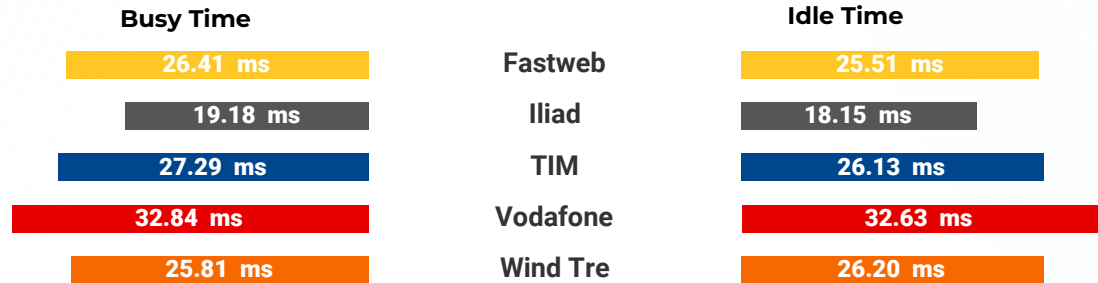 Busy Time Idle Time
26.41 ms Fastweb 25.51 ms
19.18 ms Iliad 18.15 ms
27.29 ms TIM 26.13 ms
32.84 ms Vodafone 32.63 ms
25.81 ms Wind Tre 26.20 ms